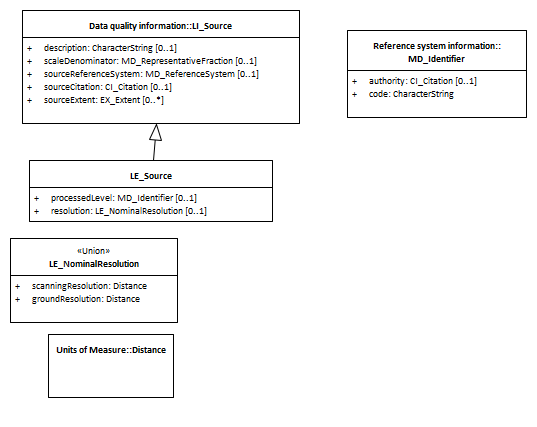 Data quality information::LI_Source
+ description: CharacterString [0..1]
+ scaleDenominator: MD_RepresentativeFraction [0..1]
+ sourceReferenceSystem: MD_ReferenceSystem [0..1]
+ sourceCitation: CI_Citation [0..1]
+ sourceExtent: EX_Extent [0..*]
Reference system information::
MD_Identifier
+ authority: CI_Citation [0..1]
+ code: CharacterString
LE_Source
+ processedLevel: MD_Identifier [0..1]
+ resolution: LE_NominalResolution [0..1]
«Union»
LE_NominalResolution
+ scanningResolution: Distance
+ groundResolution: Distance
Units of Measure::Distance